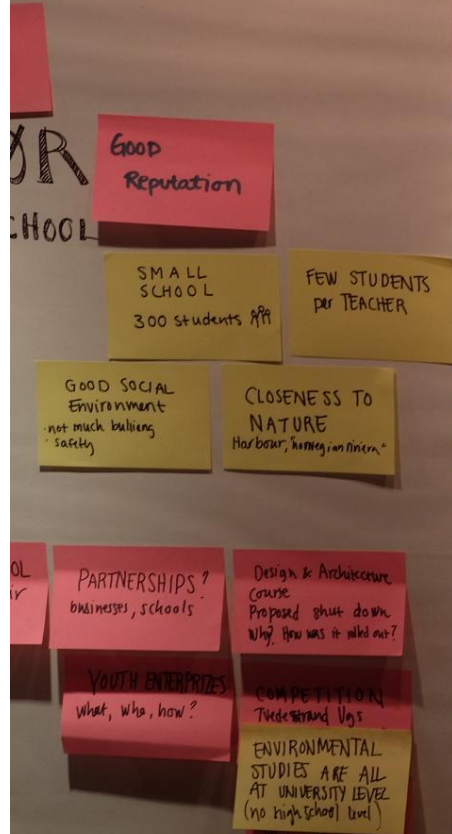 ØR
CHOOL
GOOD
Reputation
SMALL
SCHOOL
300 students
FEW STUDENTS
per TEACHER
GOOD SOCIAL
Environment
·not much bullieng
· safety
CLOSENESS TO
NATURE
Harbour, "norwegian riviera"
OL
ir
PARTNERSHIPS?
businesses, schools
Design & Architecture
Course
Proposed shut down
Why? How was it rolled out?
YOUTH ENTERPRIZES
what, who, how?
COMPETITION
Tvedestrand Vgs
ENVIRONMENTAL
STUDIES ARE ALL
AT UNIVERSITY LEVEL
(no high school level)